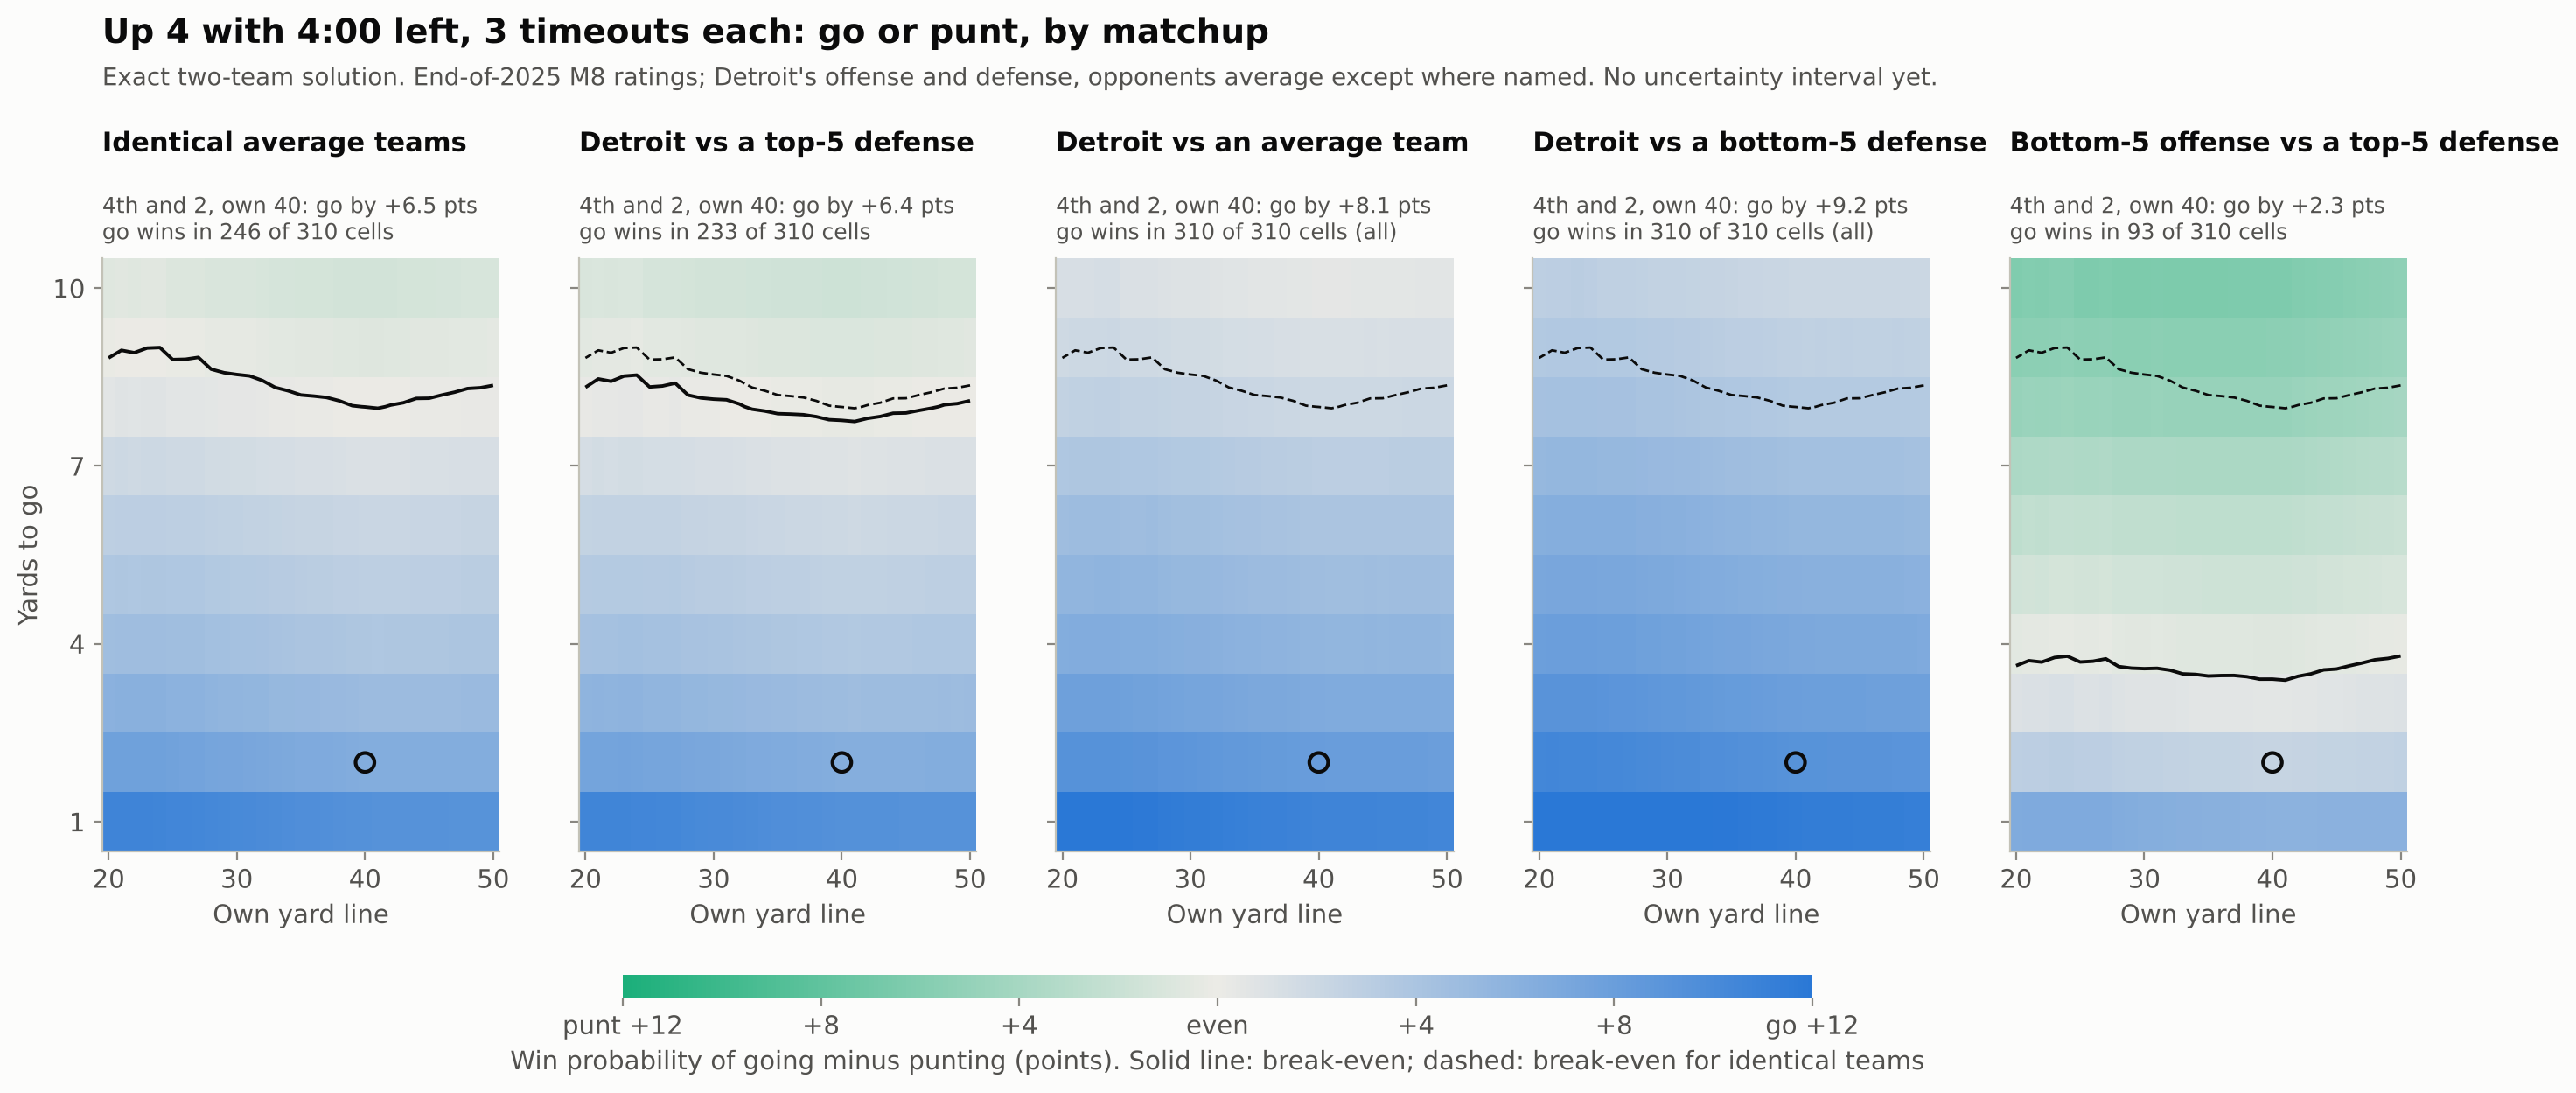 Up 4 with 4:00 left, 3 timeouts each: go or punt, by matchup
Exact two-team solution. End-of-2025 M8 ratings; Detroit's offense and defense, opponents average except where named. No uncertainty interval yet.
Identical average teams
4th and 2, own 40: go by +6.5 pts
go wins in 246 of 310 cells
Detroit vs a top-5 defense
4th and 2, own 40: go by +6.4 pts
go wins in 233 of 310 cells
Detroit vs an average team
4th and 2, own 40: go by +8.1 pts
go wins in 310 of 310 cells (all)
Detroit vs a bottom-5 defense
4th and 2, own 40: go by +9.2 pts
go wins in 310 of 310 cells (all)
Bottom-5 offense vs a top-5 defense
4th and 2, own 40: go by +2.3 pts
go wins in 93 of 310 cells
Yards to go
10
7
4
1
20 30 40 50
Own yard line
20 30 40 50
Own yard line
20 30 40 50
Own yard line
20 30 40 50
Own yard line
20 30 40 50
Own yard line
punt +12 +8 +4 even +4 +8 go +12
Win probability of going minus punting (points). Solid line: break-even; dashed: break-even for identical teams